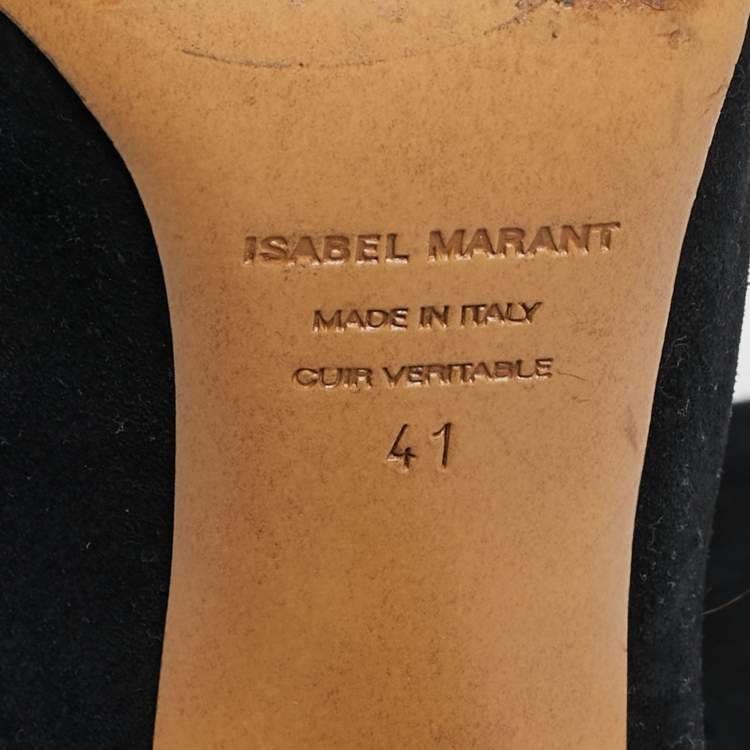 ISABEL MARANT
MADE IN ITALY
CUIR VERITABLE
41